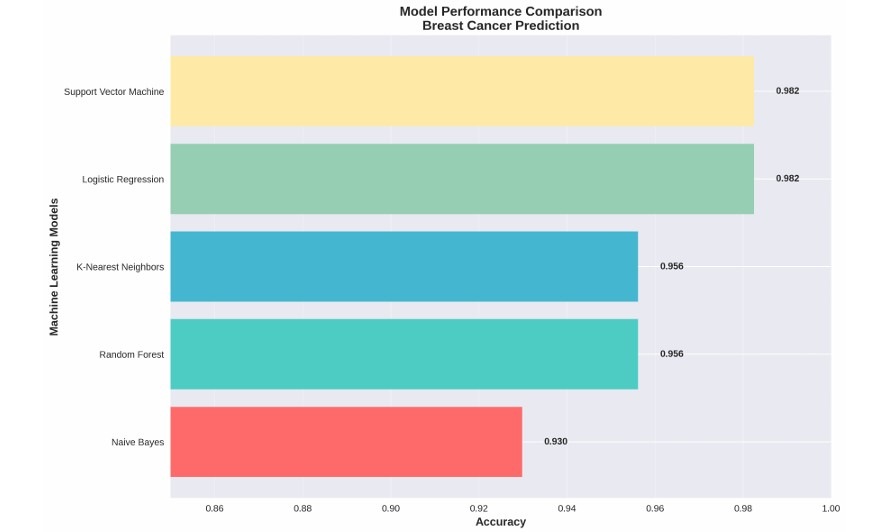 Model Performance Comparison
Breast Cancer Prediction
Machine Learning Models
Support Vector Machine
0.982
Logistic Regression
0.982
K-Nearest Neighbors
0.956
Random Forest
0.956
Naive Bayes
0.930
0.86 0.88 0.90 0.92 0.94 0.96 0.98 1.00
Accuracy